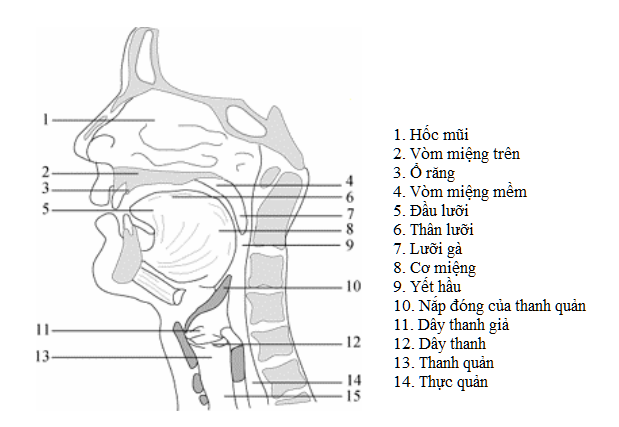 1
2
3
5
11
13
4
6
7
8
9
10
12
14
15
1. Hốc mũi
2. Vòm miệng trên
3. Ổ răng
4. Vòm miệng mềm
5. Đầu lưỡi
6. Thân lưỡi
7. Lưỡi gà
8. Cơ miệng
9. Yết hầu
10. Nắp đóng của thanh quản
11. Dây thanh giả
12. Dây thanh
13. Thanh quản
14. Thực quản